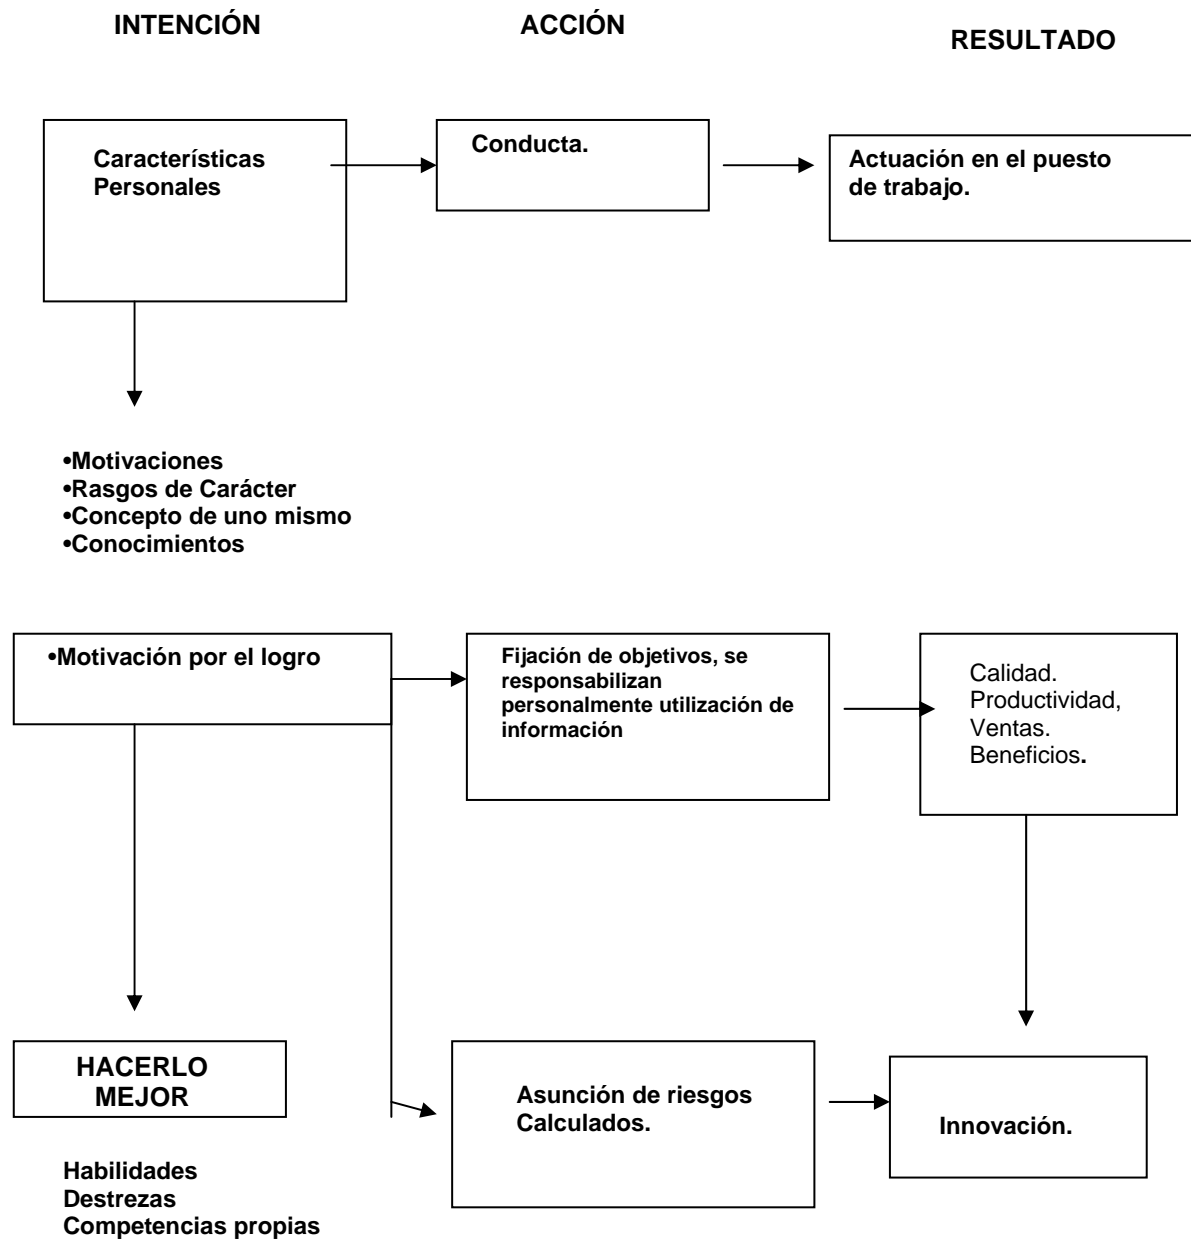 INTENCIÓN
ACCIÓN
RESULTADO
Características
Personales
Conducta.
Actuación en el puesto
de trabajo.
•Motivaciones
•Rasgos de Carácter
•Concepto de uno mismo
•Conocimientos
•Motivación por el logro
Fijación de objetivos, se
responsabilizan
personalmente utilización de
información
Calidad.
Productividad,
Ventas.
Beneficios.
HACERLO
MEJOR
Asunción de riesgos
Calculados.
Innovación.
Habilidades
Destrezas
Competencias propias